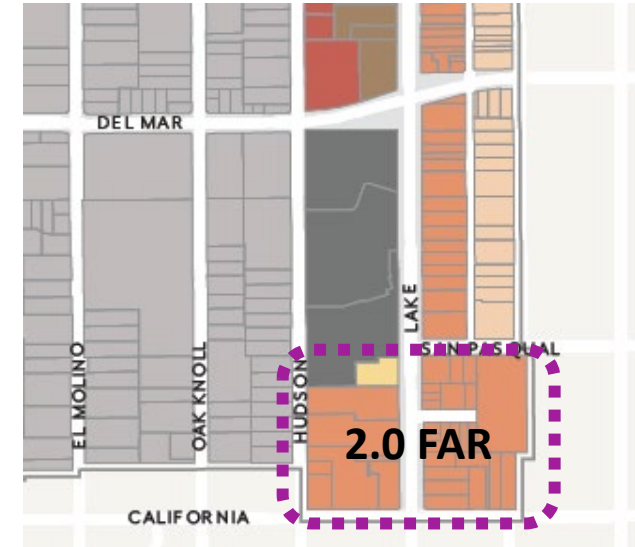 DEL MAR
LAKE
SAN PASQUAL
EL MOLINO
OAK KNOLL
HUDSON
2.0 FAR
CALIFORNIA